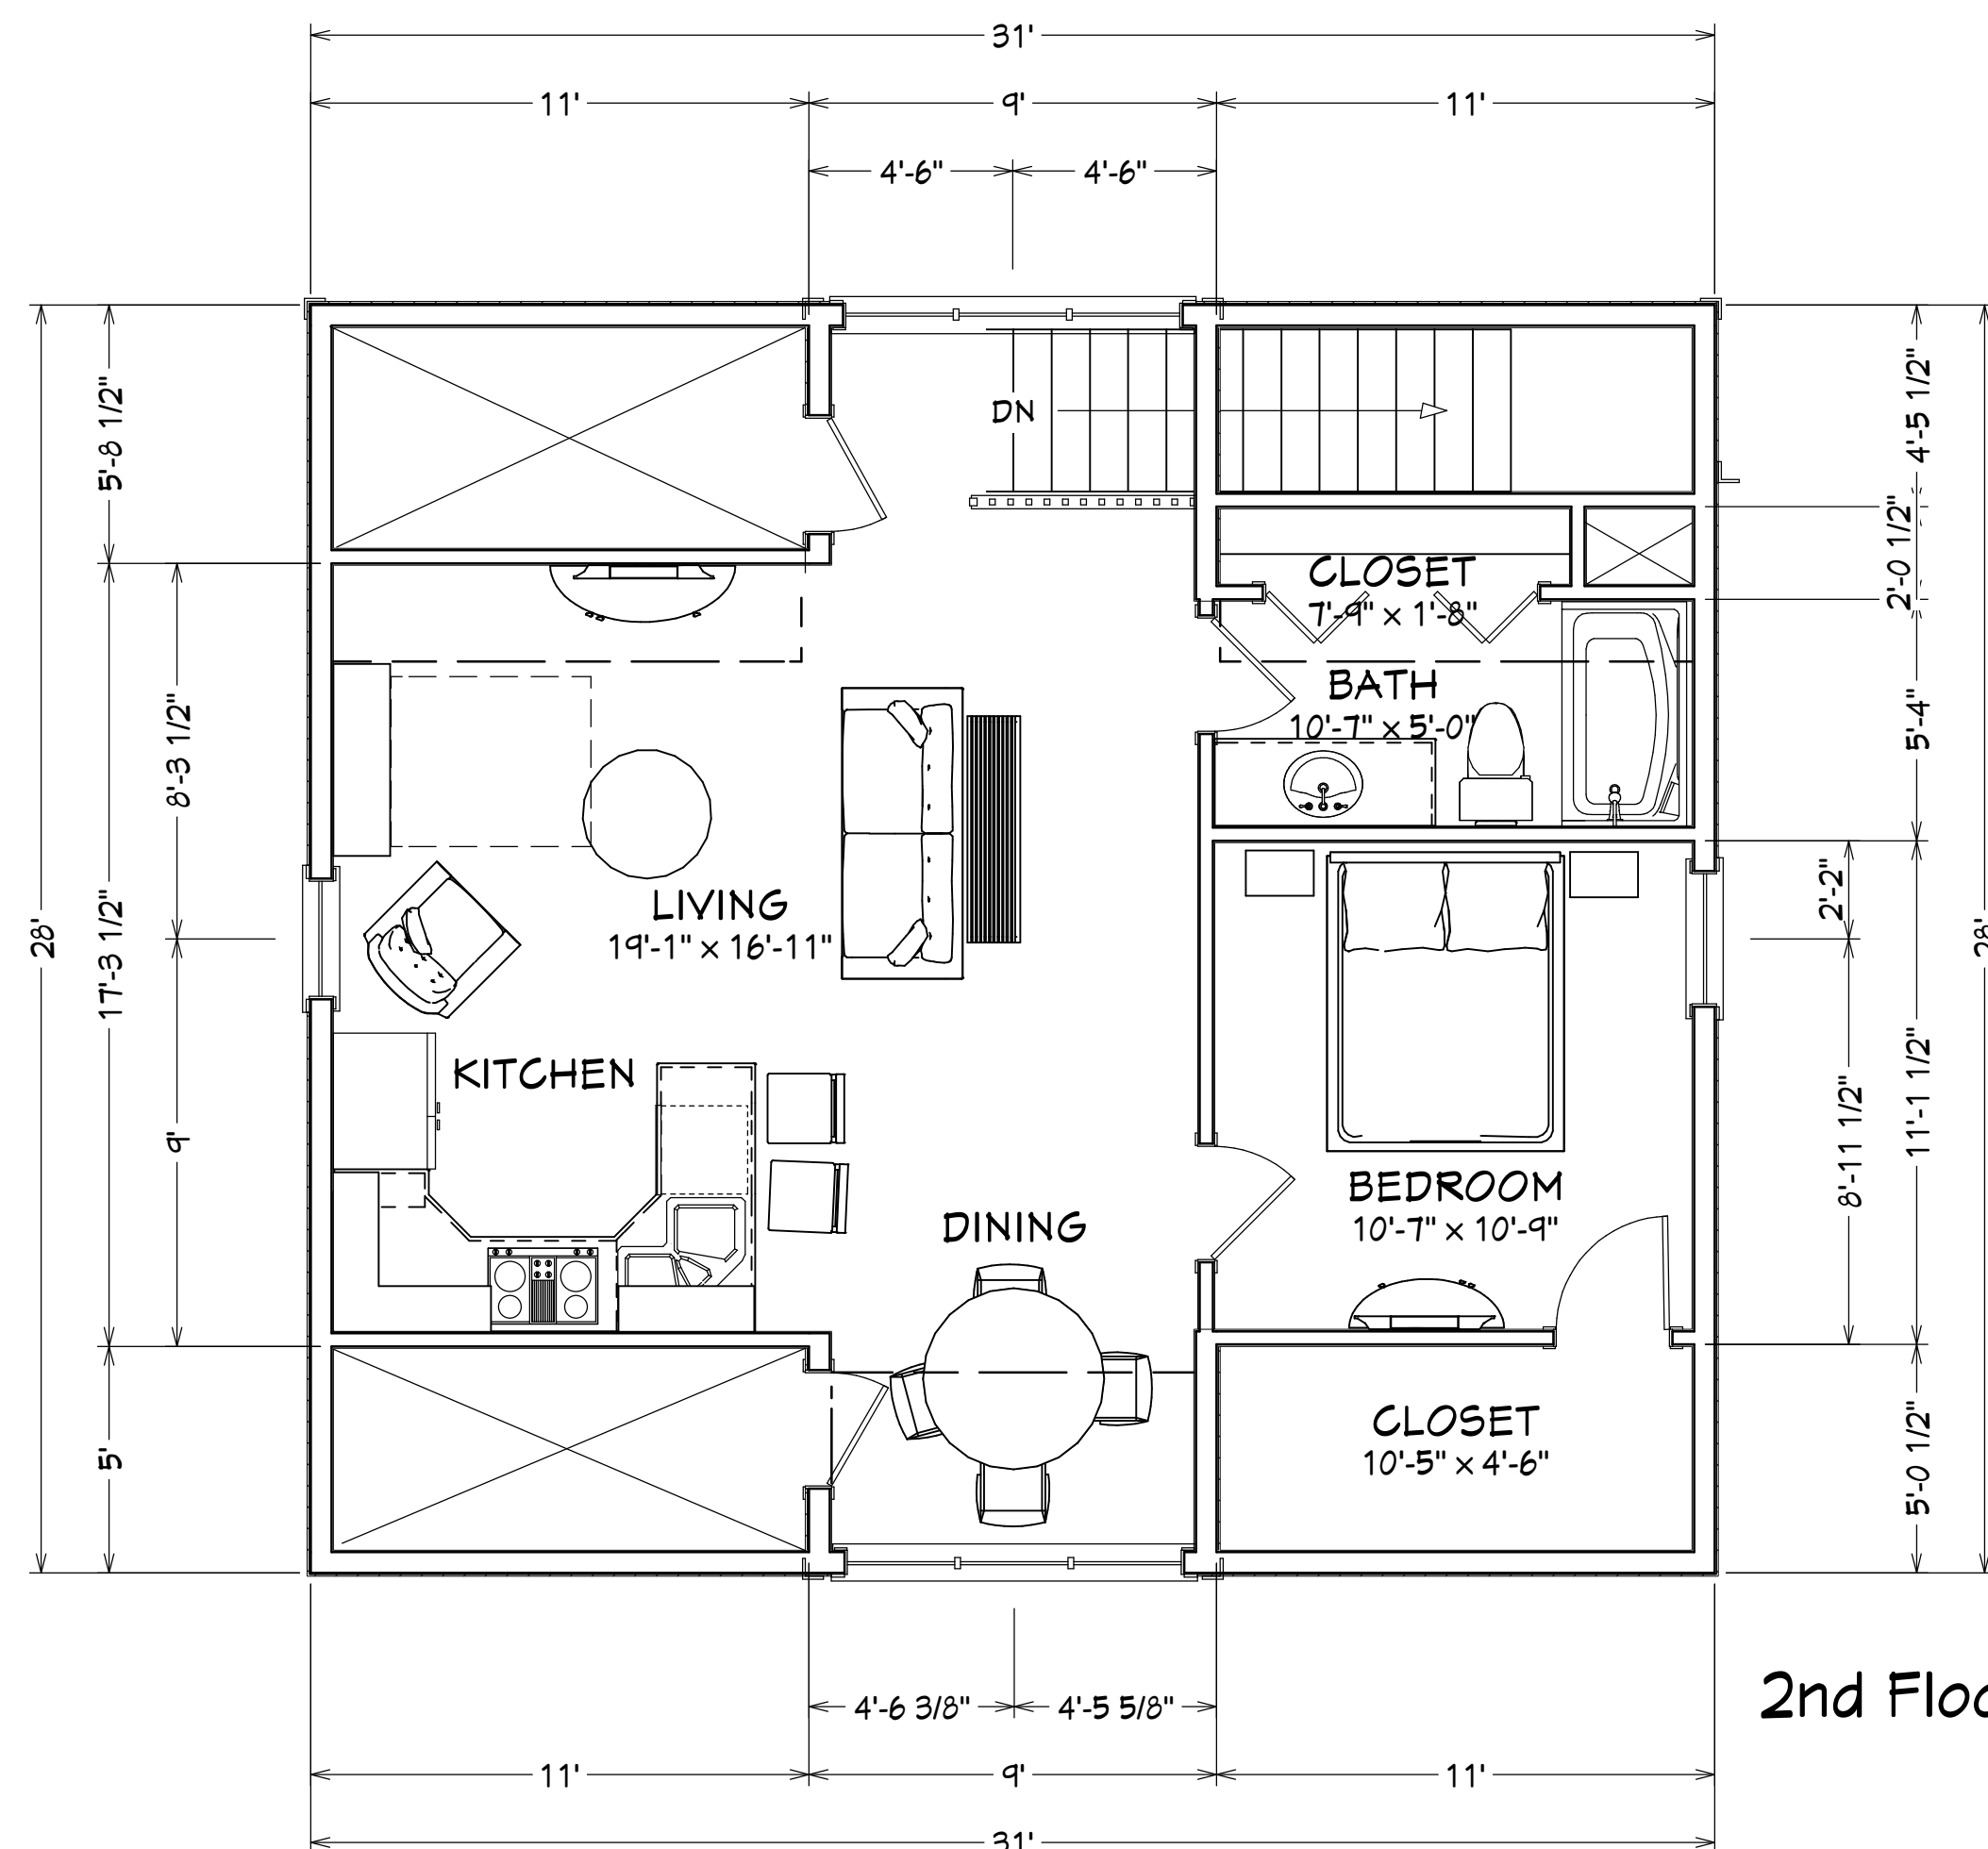 31'
11'
9'
11'
4'-6"
4'-6"
28'
5'-8 1/2"
17'-3 1/2"
5'
8'-3 1/2"
9'
DN
CLOSET
7'-9" x 1'-8"
BATH
10'-7" x 5'-0"
LIVING
19'-1" x 16'-11"
KITCHEN
DINING
BEDROOM
10'-7" x 10'-9"
CLOSET
10'-5" x 4'-6"
4'-5 1/2"
2'-0 1/2"
5'-4"
2'-2"
11'-1 1/2"
8'-11 1/2"
5'-0 1/2"
28'
2nd Floo
4'-6 3/8"
4'-5 5/8"
11'
9'
11'
31'